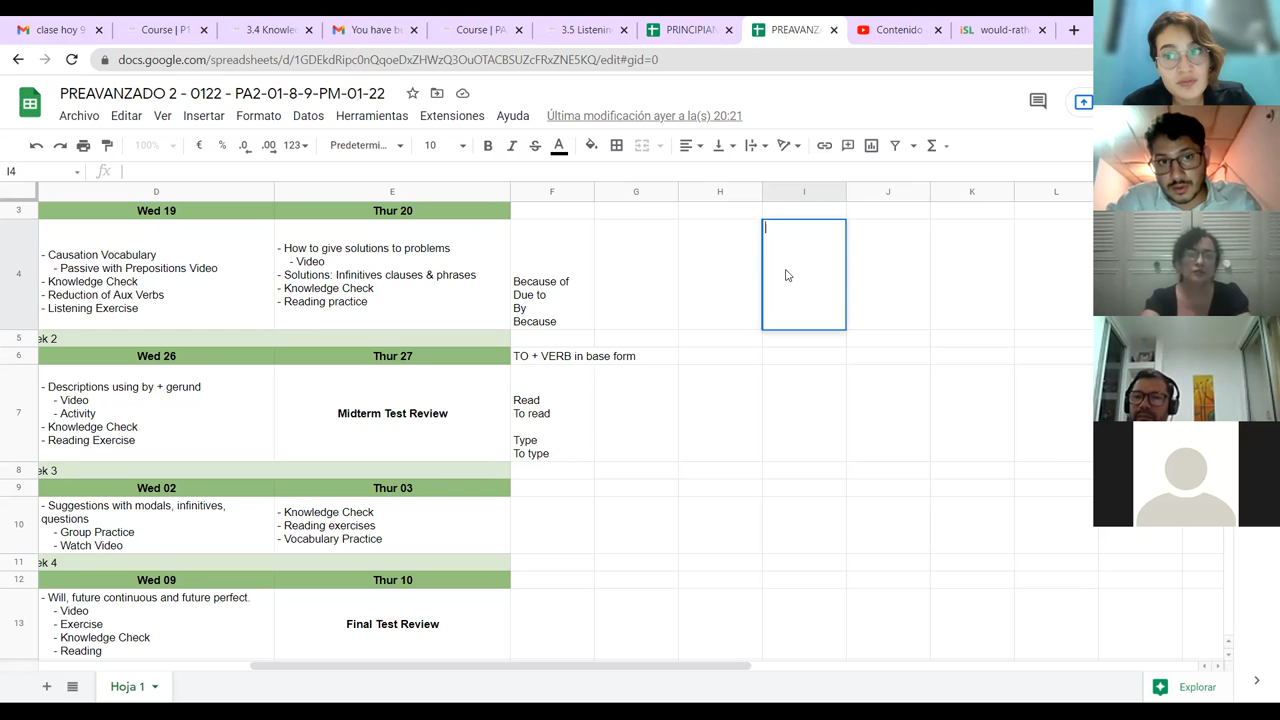 clase hoy 9
Course | P1
3.4 Knowle
You have be
Course | PA
3.5 Listenin
PRINCIPIAN
PREAVANZ
Contenido
would-rath
docs.google.com/spreadsheets/d/1GDEkdRipc0nQqoeDxZHWzQ3OuOTACBSUZcFRxZNE5KQ/edit#gid=0
PREAVANZADO 2 - 0122 - PA2-01-8-9-PM-01-22
Archivo Editar Ver Insertar Formato Datos Herramientas Extensiones Ayuda Última modificación ayer a la(s) 20:21
100% € % .0 .00 123 Predetermi... 10
I4
D E F G H I J K L
3 Wed 19 Thur 20
4
- Causation Vocabulary
- Passive with Prepositions Video
- Knowledge Check
- Reduction of Aux Verbs
- Listening Exercise
- How to give solutions to problems
- Video
- Solutions: Infinitives clauses & phrases
- Knowledge Check
- Reading practice
Because of
Due to
By
Because
5 ek 2
6 Wed 26 Thur 27 TO + VERB in base form
7
- Descriptions using by + gerund
- Video
- Activity
- Knowledge Check
- Reading Exercise
Midterm Test Review
Read
To read
Type
To type
8 ek 3
9 Wed 02 Thur 03
10
- Suggestions with modals, infinitives,
questions
- Group Practice
- Watch Video
- Knowledge Check
- Reading exercises
- Vocabulary Practice
11 ek 4
12 Wed 09 Thur 10
13
- Will, future continuous and future perfect.
- Video
- Exercise
- Knowledge Check
- Reading
Final Test Review
Hoja 1
Explorar